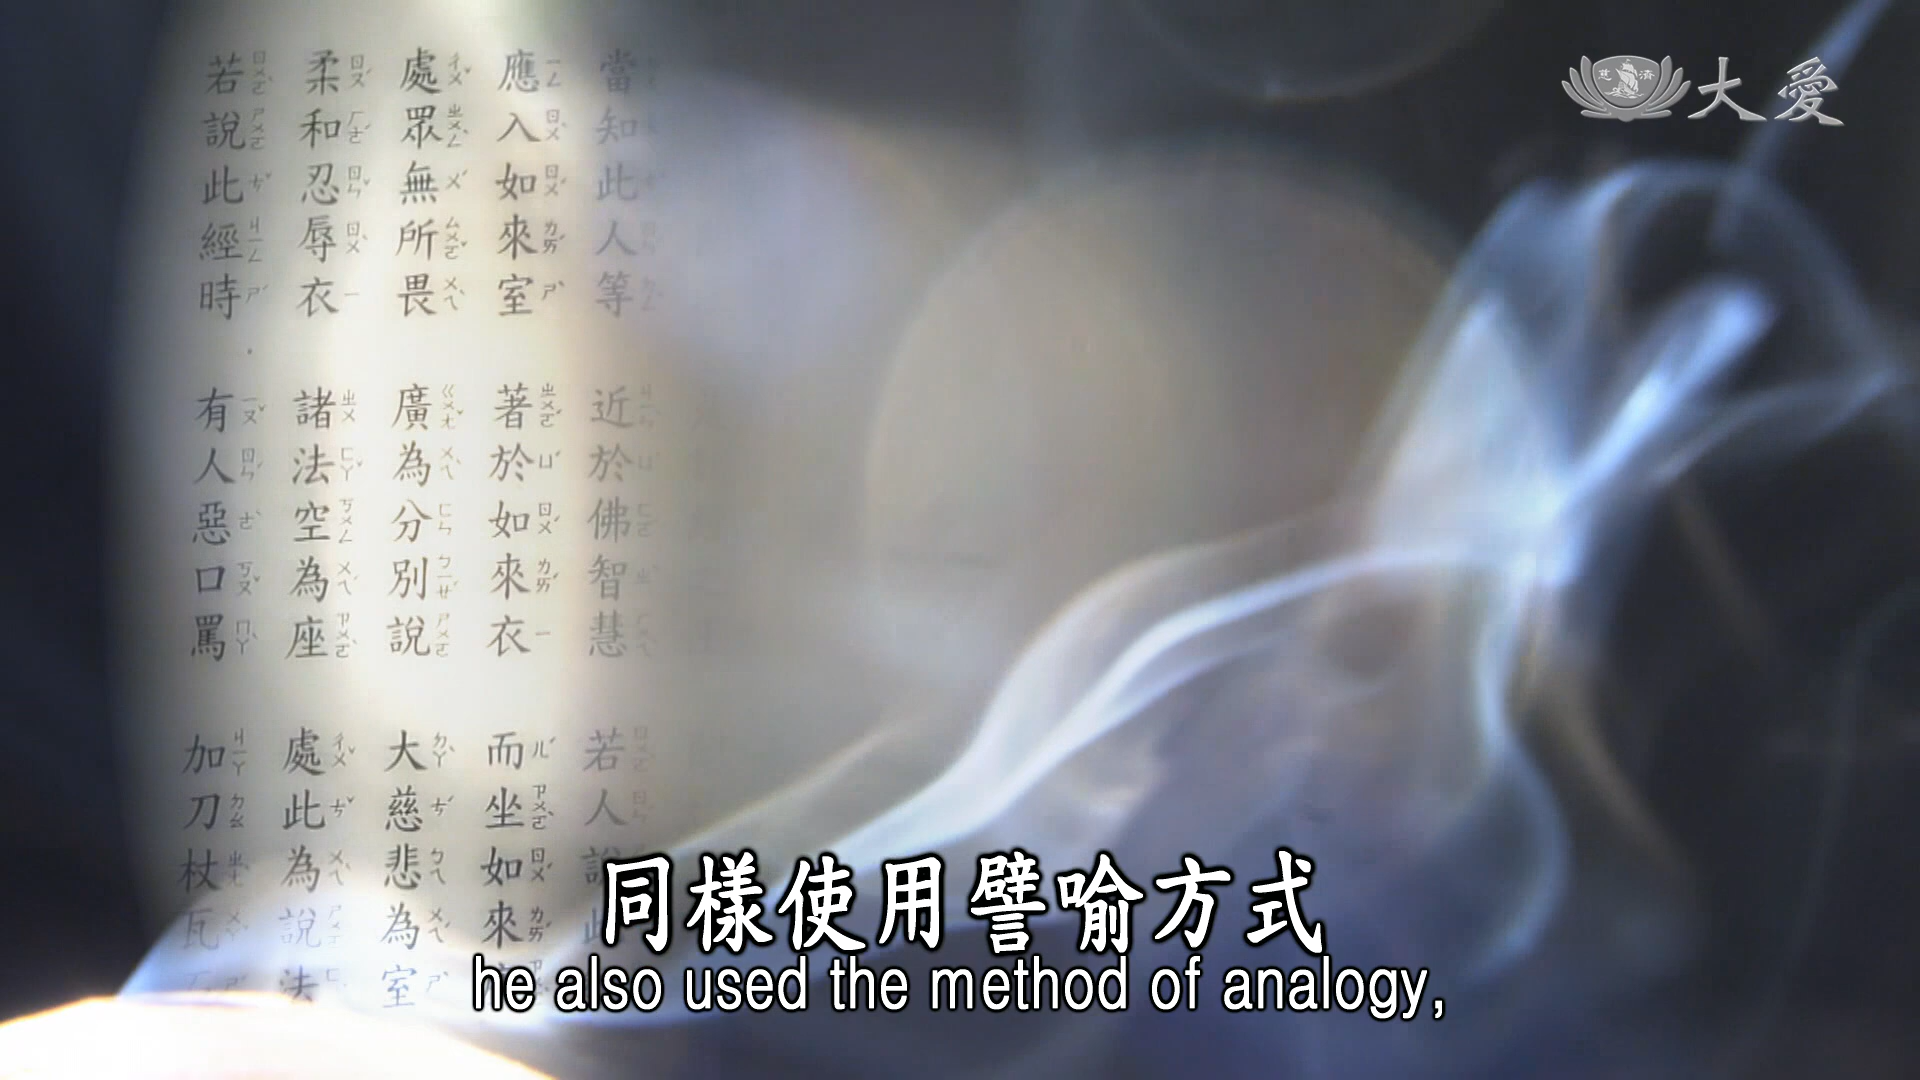 當知此人等 近於佛智慧 若人說此
應入如來室 著於如來衣 而坐如來
處眾無所畏 廣為分別說 大慈悲為室
柔和忍辱衣 諸法空為座 處此為說法
若說此經時 有人惡口罵 加刀杖瓦
慈濟 大愛
同樣使用譬喻方式
he also used the method of analogy,